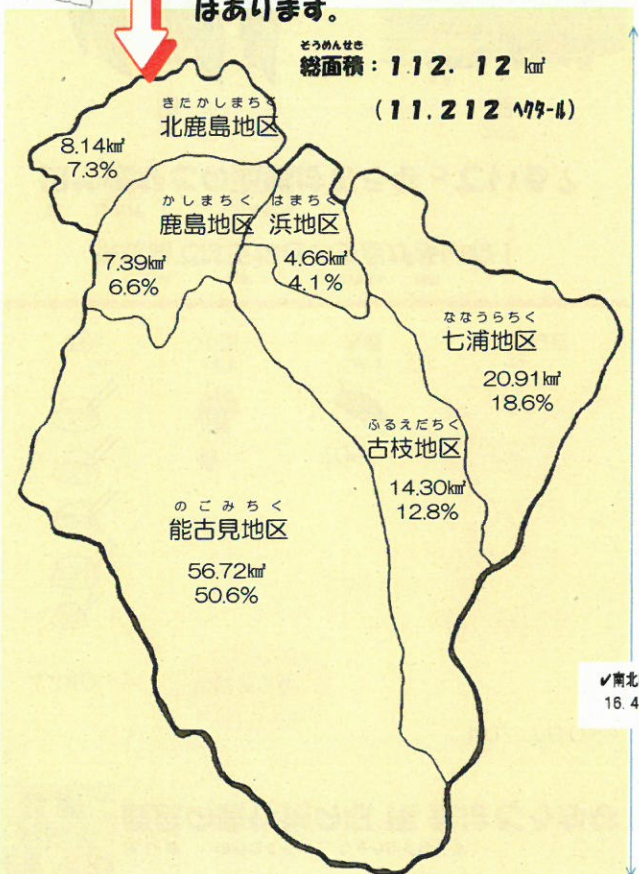 はあります。
そうめんせき
総面積：112.12 k㎡
（11.212 ヘクタール）
きたかしまちく
北鹿島地区
8.14k㎡
7.3%
かしまちく はまちく
鹿島地区 浜地区
7.39k㎡
6.6%
4.66k㎡
4.1%
ななうらちく
七浦地区
20.91k㎡
18.6%
ふるえだちく
古枝地区
14.30k㎡
12.8%
のごみちく
能古見地区
56.72k㎡
50.6%
✓南北
16.4